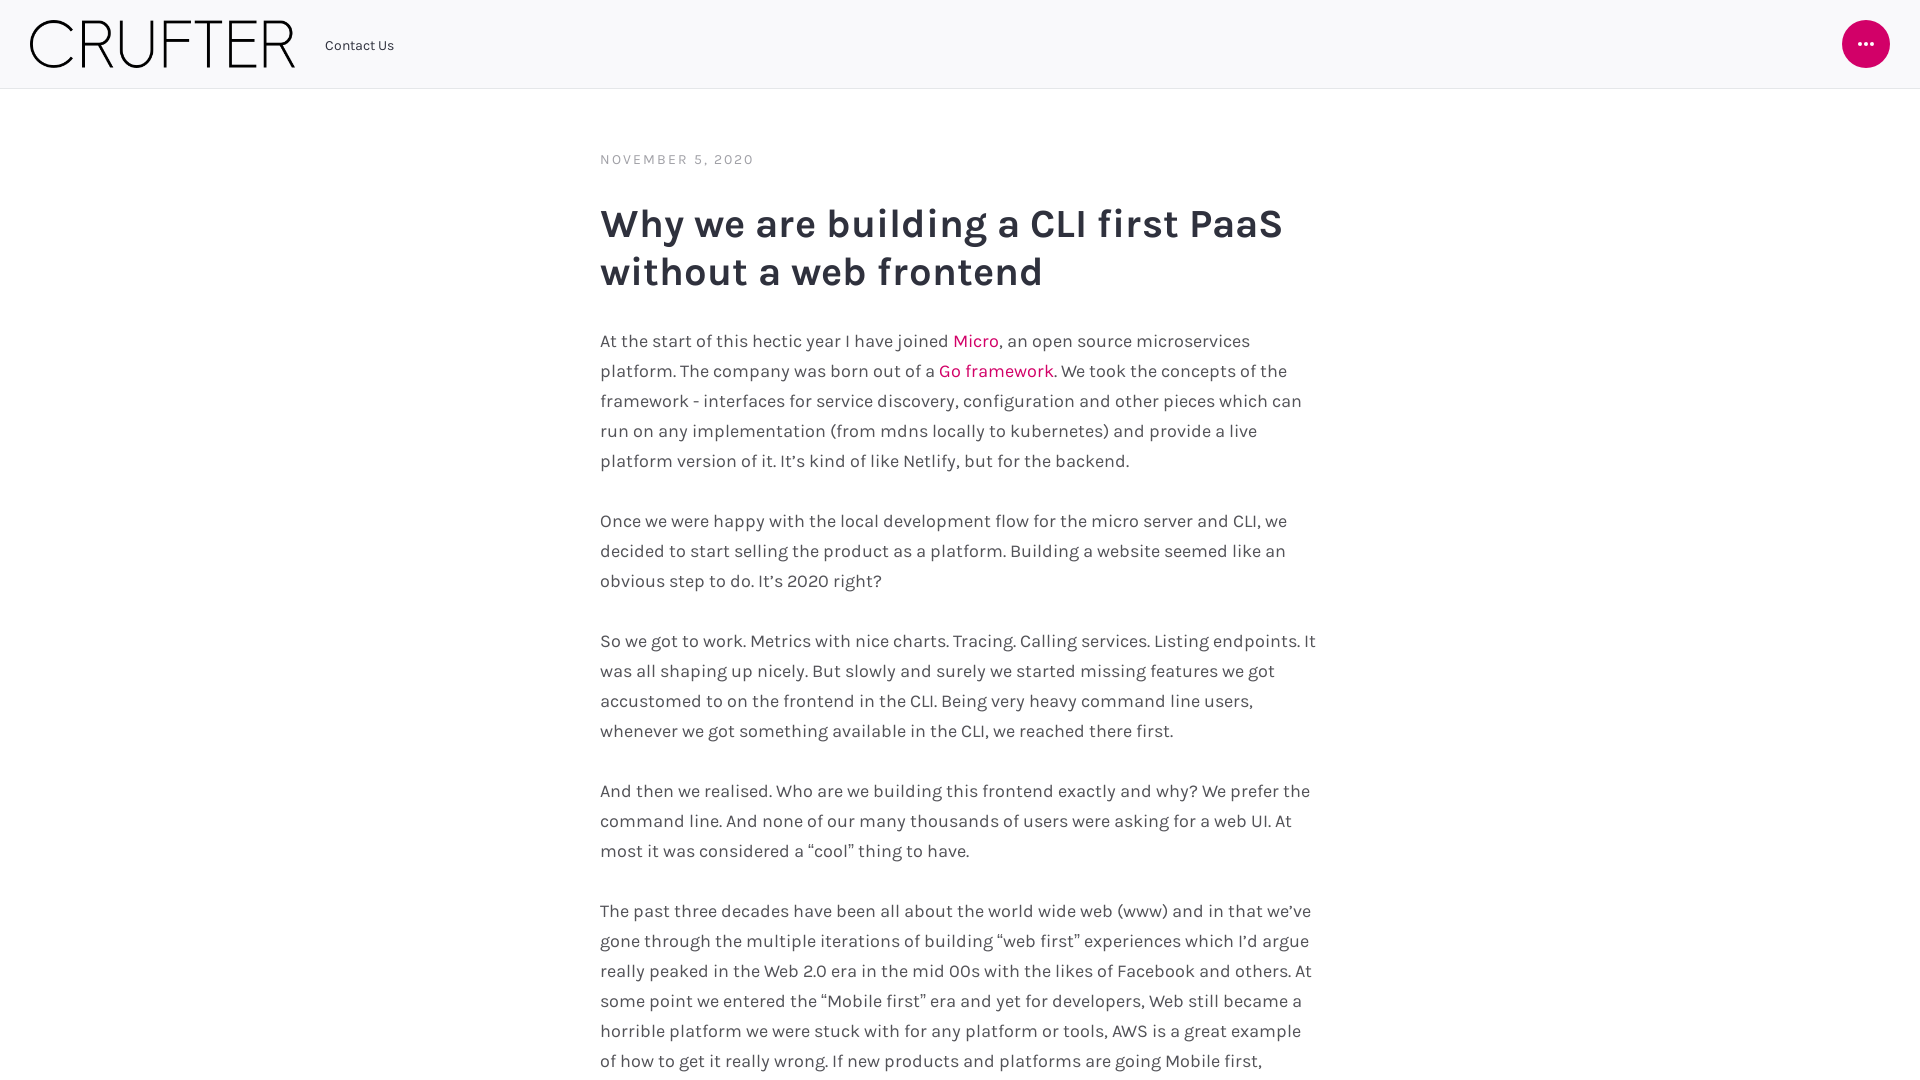 CRUFTER
Contact Us
NOVEMBER 5, 2020
Why we are building a CLI first PaaS
without a web frontend
At the start of this hectic year I have joined Micro, an open source microservices
platform. The company was born out of a Go framework. We took the concepts of the
framework - interfaces for service discovery, configuration and other pieces which can
run on any implementation (from mdns locally to kubernetes) and provide a live
platform version of it. It’s kind of like Netlify, but for the backend.
Once we were happy with the local development flow for the micro server and CLI, we
decided to start selling the product as a platform. Building a website seemed like an
obvious step to do. It’s 2020 right?
So we got to work. Metrics with nice charts. Tracing. Calling services. Listing endpoints. It
was all shaping up nicely. But slowly and surely we started missing features we got
accustomed to on the frontend in the CLI. Being very heavy command line users,
whenever we got something available in the CLI, we reached there first.
And then we realised. Who are we building this frontend exactly and why? We prefer the
command line. And none of our many thousands of users were asking for a web UI. At
most it was considered a “cool” thing to have.
The past three decades have been all about the world wide web (www) and in that we’ve
gone through the multiple iterations of building “web first” experiences which I’d argue
really peaked in the Web 2.0 era in the mid 00s with the likes of Facebook and others. At
some point we entered the “Mobile first” era and yet for developers, Web still became a
horrible platform we were stuck with for any platform or tools, AWS is a great example
of how to get it really wrong. If new products and platforms are going Mobile first,